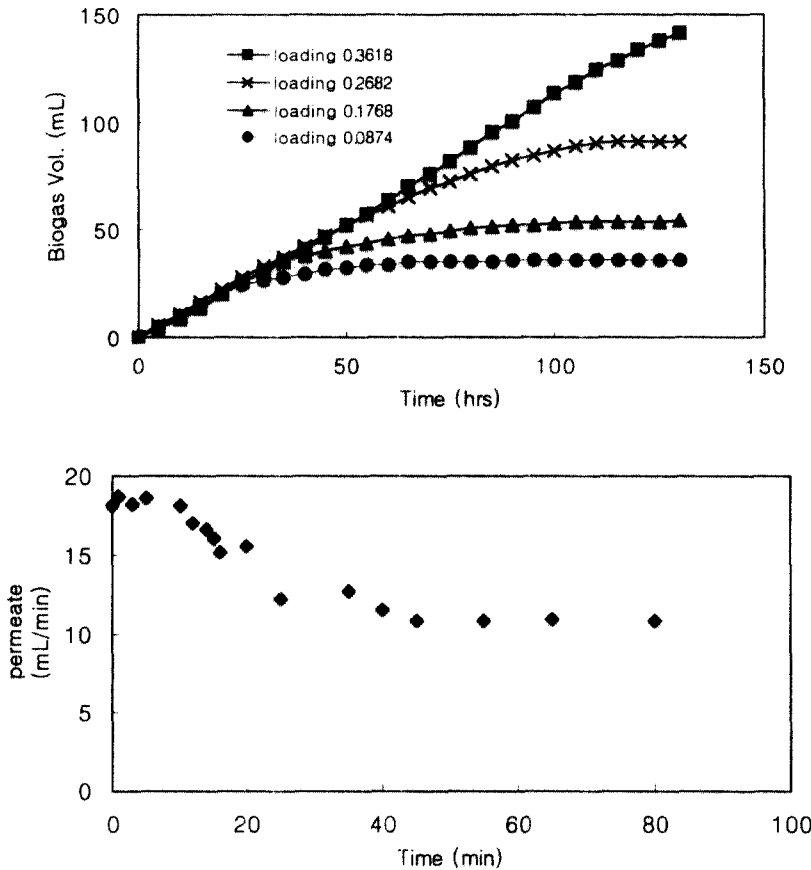 150
100
50
0
Biogas Vol. (mL)
loading 0.3618
loading 0.2682
loading 0.1768
loading 0.0874
0
50
100
150
Time (hrs)
20
15
10
5
0
permeate
(mL/min)
0
20
40
60
80
100
Time (min)